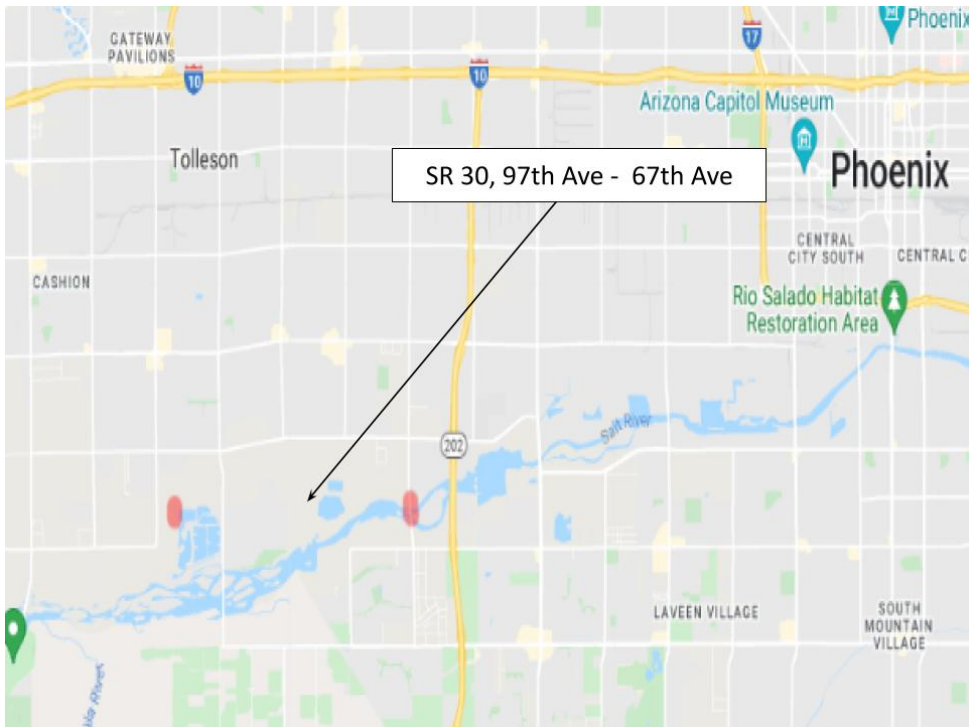 Phoenix
GATEWAY
PAVILIONS
17
10
10
Arizona Capitol Museum
Tolleson
SR 30, 97th Ave - 67th Ave
Phoenix
CENTRAL
CITY SOUTH
CENTRAL C
CASHION
Rio Salado Habitat
Restoration Area
Salt River
202
LAVEEN VILLAGE
SOUTH
MOUNTAIN
VILLAGE
River